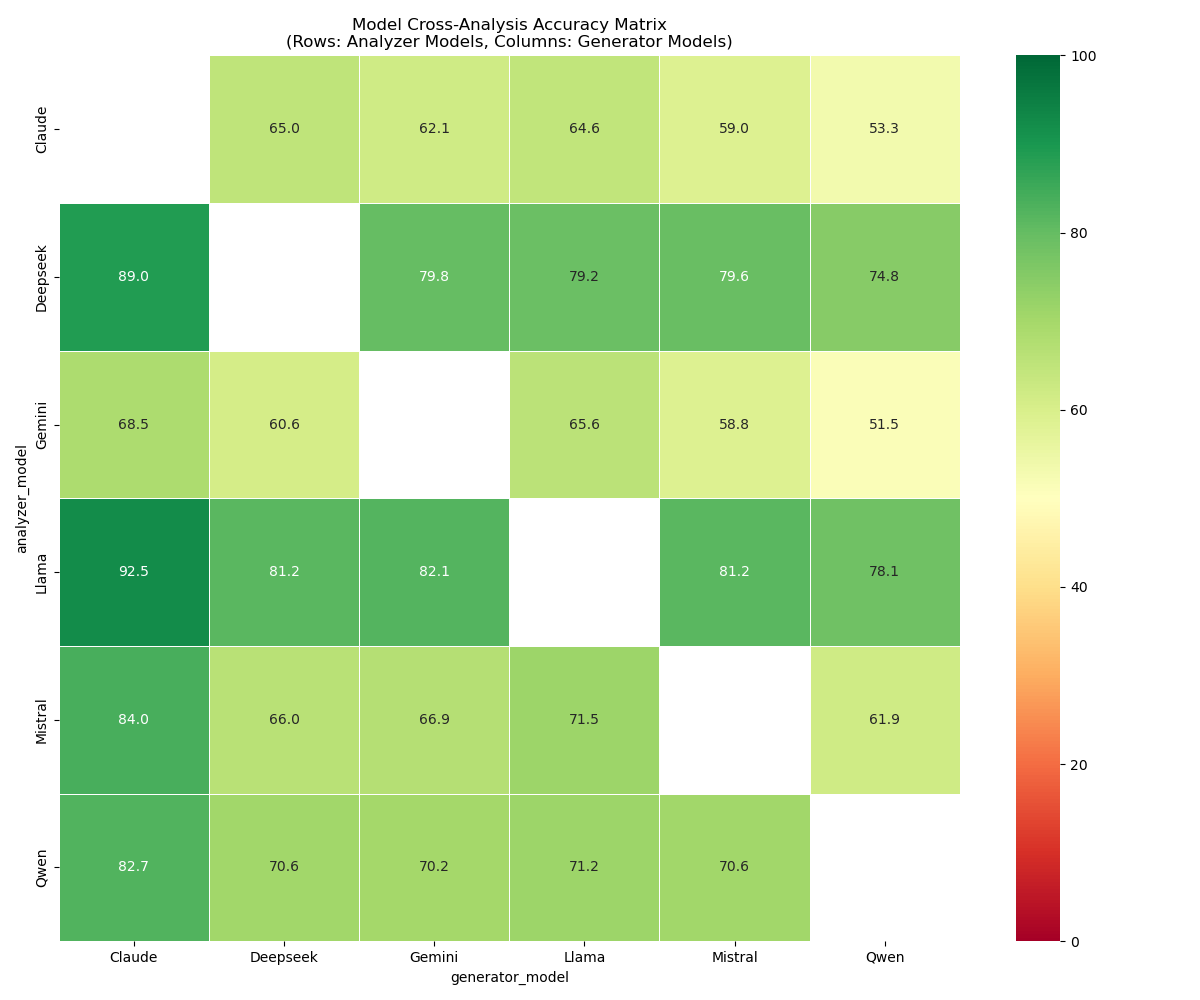 Model Cross-Analysis Accuracy Matrix
(Rows: Analyzer Models, Columns: Generator Models)
analyzer_model
Claude
65.0 62.1 64.6 59.0 53.3
Deepseek
89.0 79.8 79.2 79.6 74.8
Gemini
68.5 60.6 65.6 58.8 51.5
Llama
92.5 81.2 82.1 81.2 78.1
Mistral
84.0 66.0 66.9 71.5 61.9
Qwen
82.7 70.6 70.2 71.2 70.6
Claude Deepseek Gemini Llama Mistral Qwen
generator_model
100
80
60
40
20
0